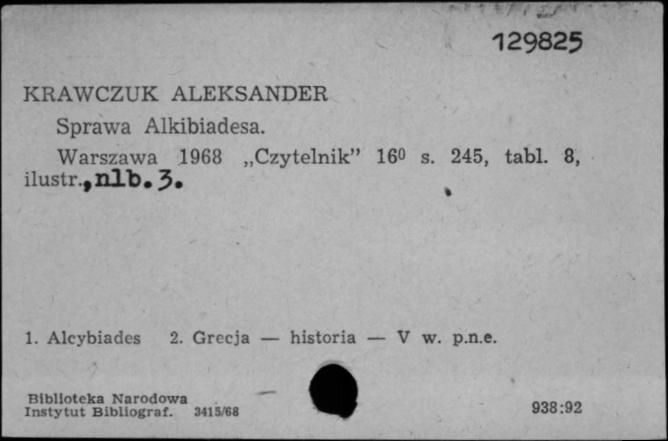 129825
KRAWCZUK ALEKSANDER
Sprawa Alkibiadesa.
Warszawa 1968 „Czytelnik” 16⁰ s. 245, tabl. 8,
ilustr., nlb. 3.
1. Alcybiades 2. Grecja — historia — V w. p.n.e.
Biblioteka Narodowa
Instytut Bibliograf. 3415/68
938:92